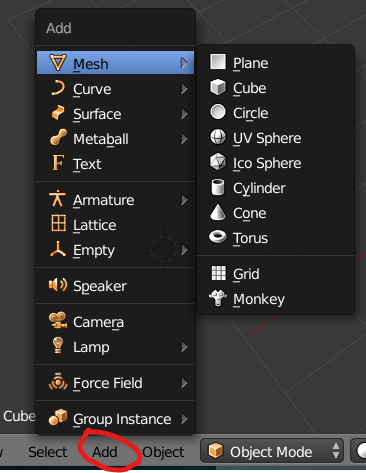 Add
Mesh
Curve
Surface
Metaball
Text
Armature
Lattice
Empty
Speaker
Camera
Lamp
Force Field
Group Instance
Plane
Cube
Circle
UV Sphere
Ico Sphere
Cylinder
Cone
Torus
Grid
Monkey
Cube
Select Add Object Object Mode